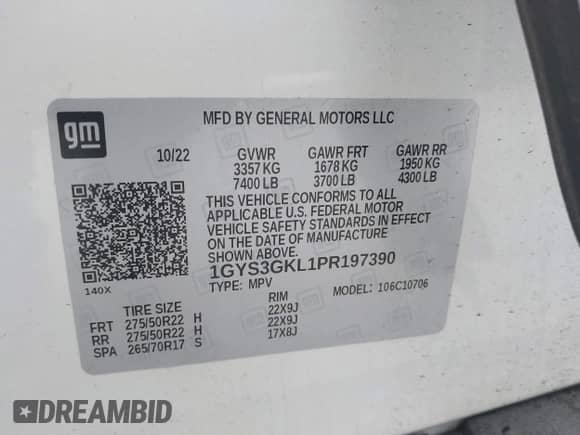 gm
MFD BY GENERAL MOTORS LLC
10/22 GVWR GAWR FRT GAWR RR
3357 KG 1678 KG 1950 KG
7400 LB 3700 LB 4300 LB
THIS VEHICLE CONFORMS TO ALL
APPLICABLE U.S. FEDERAL MOTOR
VEHICLE SAFETY STANDARDS IN EFFECT
ON THE DATE OF MANUFACTURE
SHOWN ABOVE.
1GYS3GKL1PR197390
140X TYPE: MPV MODEL: 106C10706
TIRE SIZE RIM
FRT 275/50R22 H 22X9J
RR 275/50R22 H 22X9J
SPA 265/70R17 S 17X8J
DREAMBID